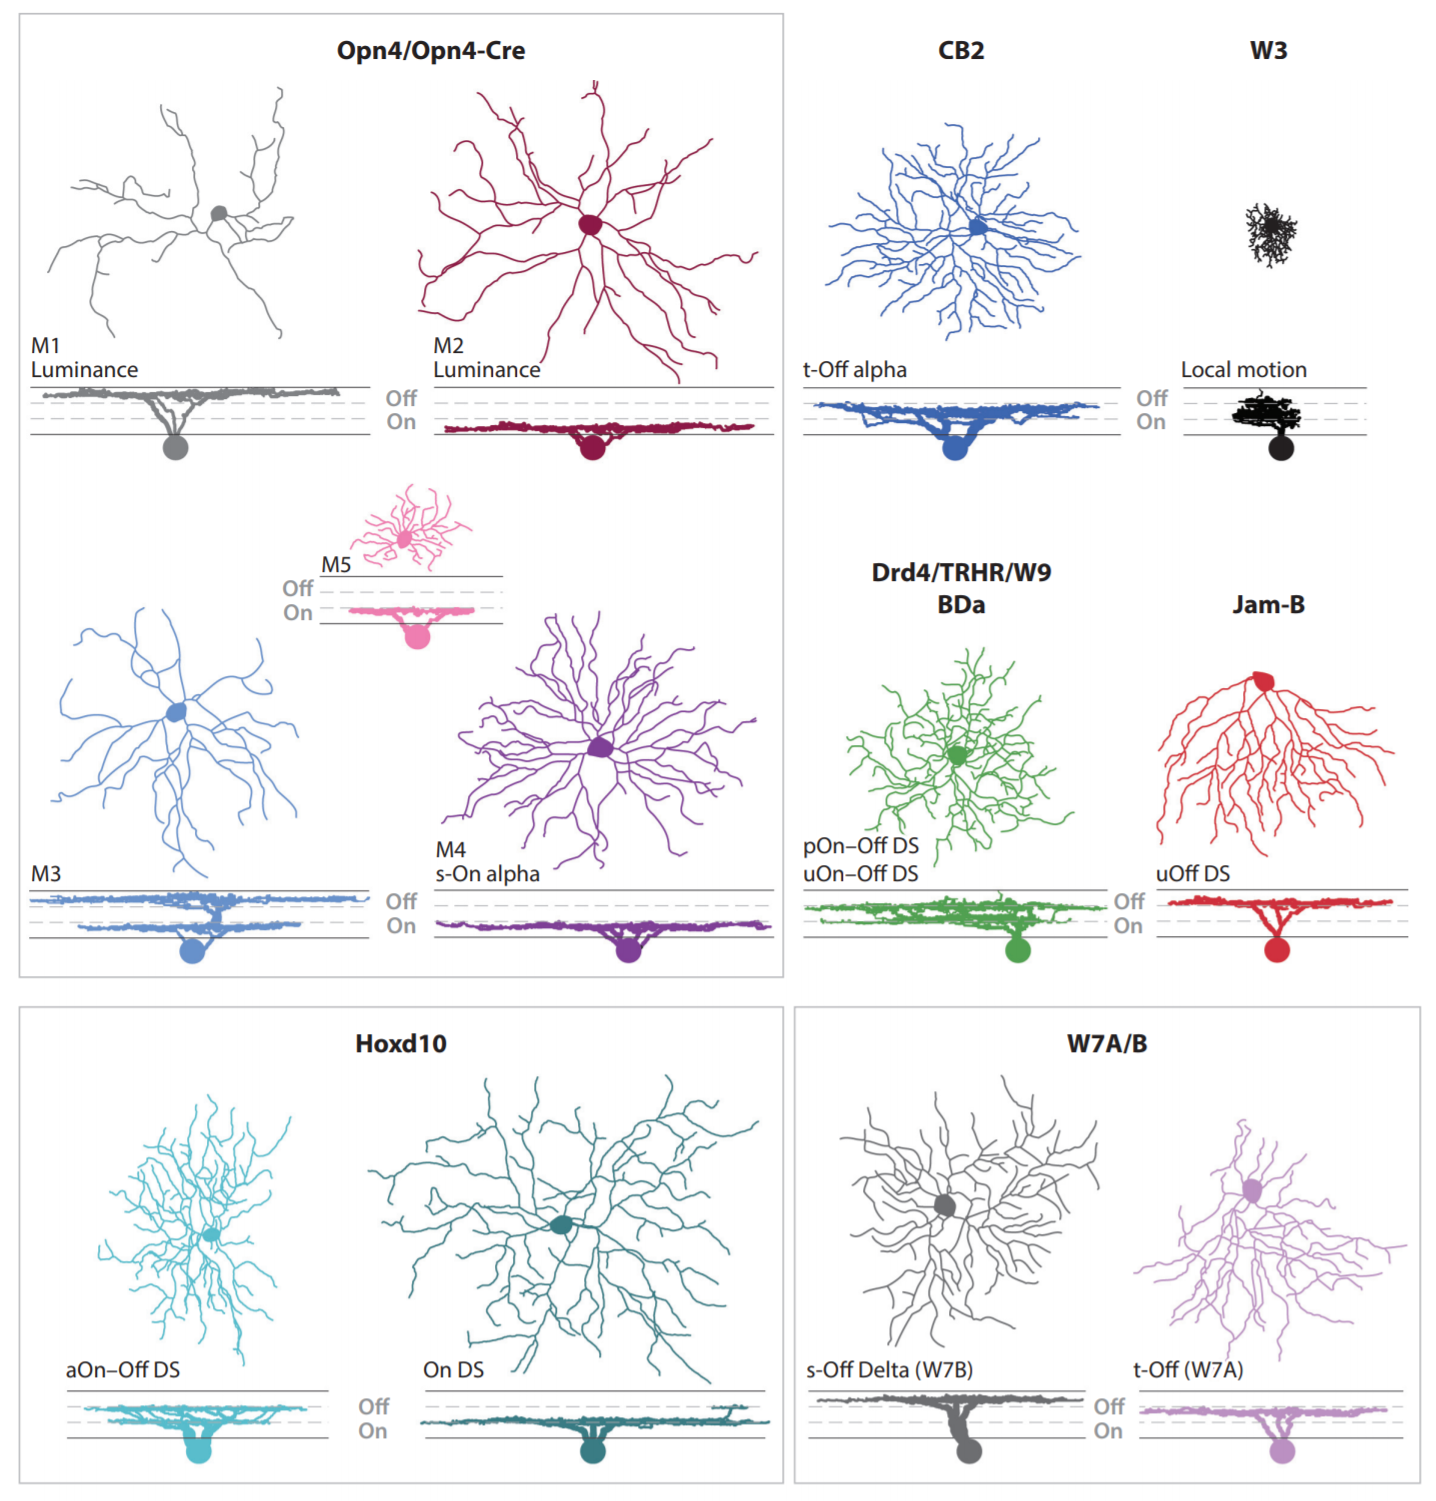 Opn4/Opn4-Cre
CB2
W3
M1
Luminance
M2
Luminance
t-Off alpha
Local motion
Off
On
Off
On
M5
Off
On
Drd4/TRHR/W9
BDa
Jam-B
M3
M4
s-On alpha
pOn–Off DS
uOn–Off DS
uOff DS
Off
On
Off
On
Hoxd10
W7A/B
aOn–Off DS
On DS
s-Off Delta (W7B)
t-Off (W7A)
Off
On
Off
On